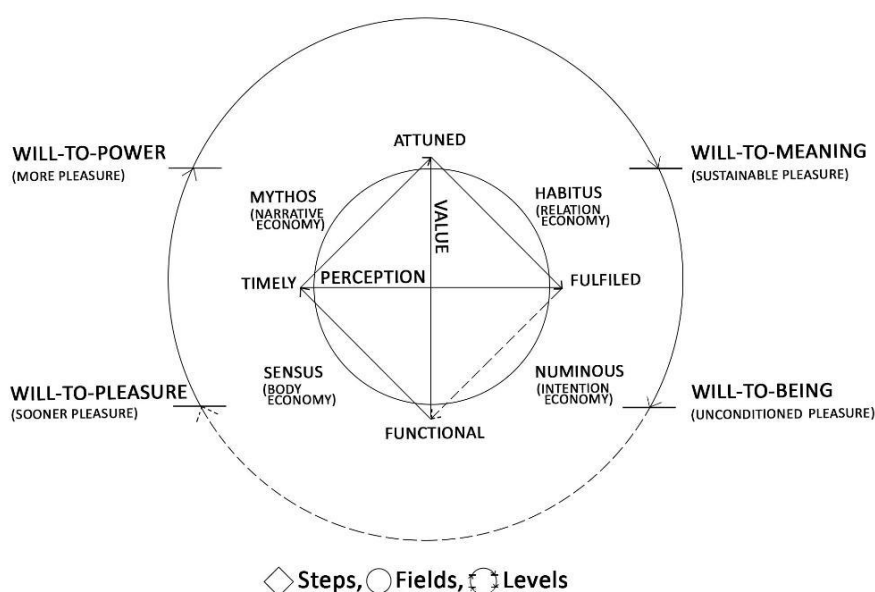 ATTUNED
WILL-TO-POWER
(MORE PLEASURE)
WILL-TO-MEANING
(SUSTAINABLE PLEASURE)
MYTHOS
(NARRATIVE
ECONOMY)
HABITUS
(RELATION
ECONOMY)
VALUE
TIMELY
PERCEPTION
FULFILED
SENSUS
(BODY
ECONOMY)
NUMINOUS
(INTENTION
ECONOMY)
WILL-TO-PLEASURE
(SOONER PLEASURE)
WILL-TO-BEING
(UNCONDITIONED PLEASURE)
FUNCTIONAL
Steps, Fields, Levels